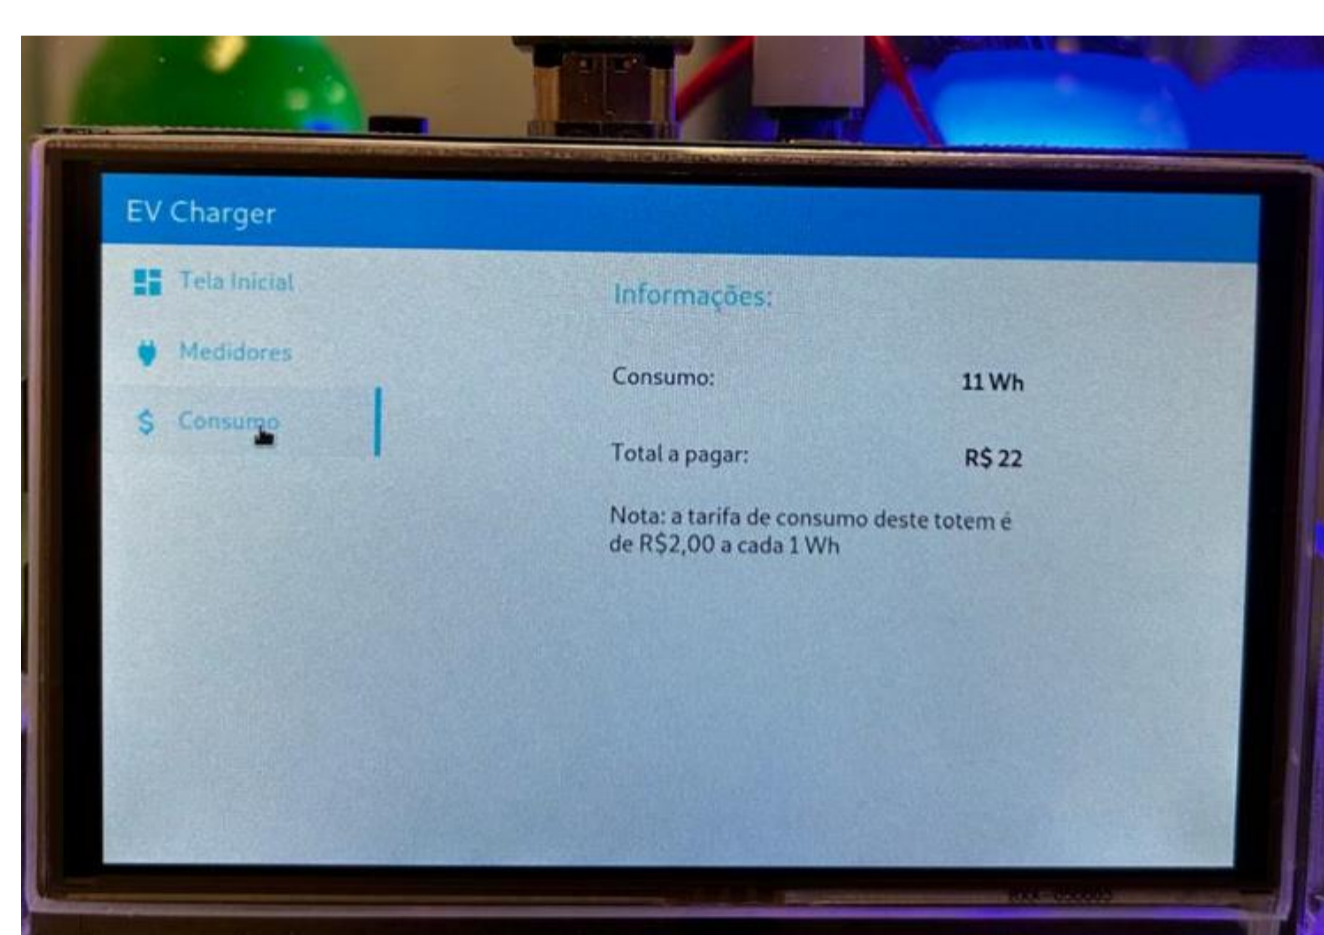 EV Charger
Tela Inicial
Medidores
$ Consumo
Informações:
Consumo: 11 Wh
Total a pagar: R$ 22
Nota: a tarifa de consumo deste totem é
de R$2,00 a cada 1 Wh